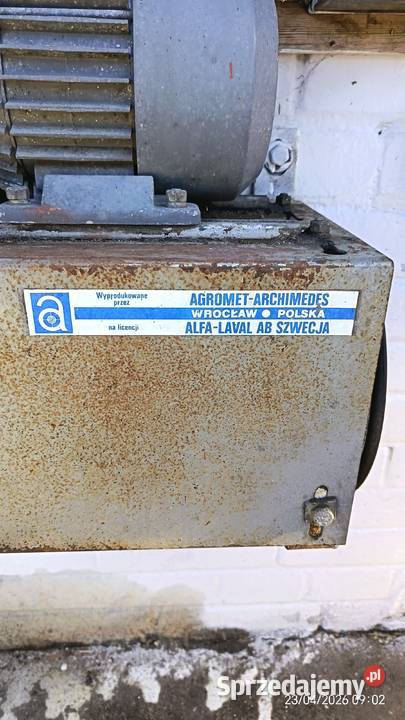 a
Wyprodukowane przez AGROMET-ARCHIMEDES
WROCŁAW ● POLSKA
na licencji ALFA-LAVAL AB SZWECJA
Sprzedajemy.pl
23/04/2026 09:02